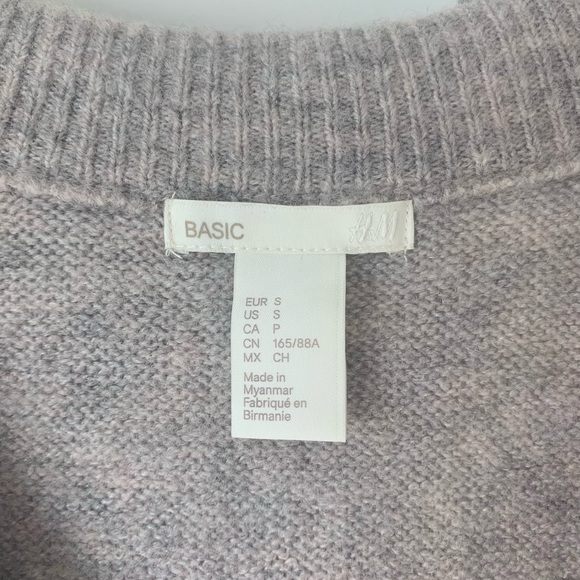 BASIC
EUR S
US S
CA P
CN 165/88A
MX CH
Made in
Myanmar
Fabriqué en
Birmanie